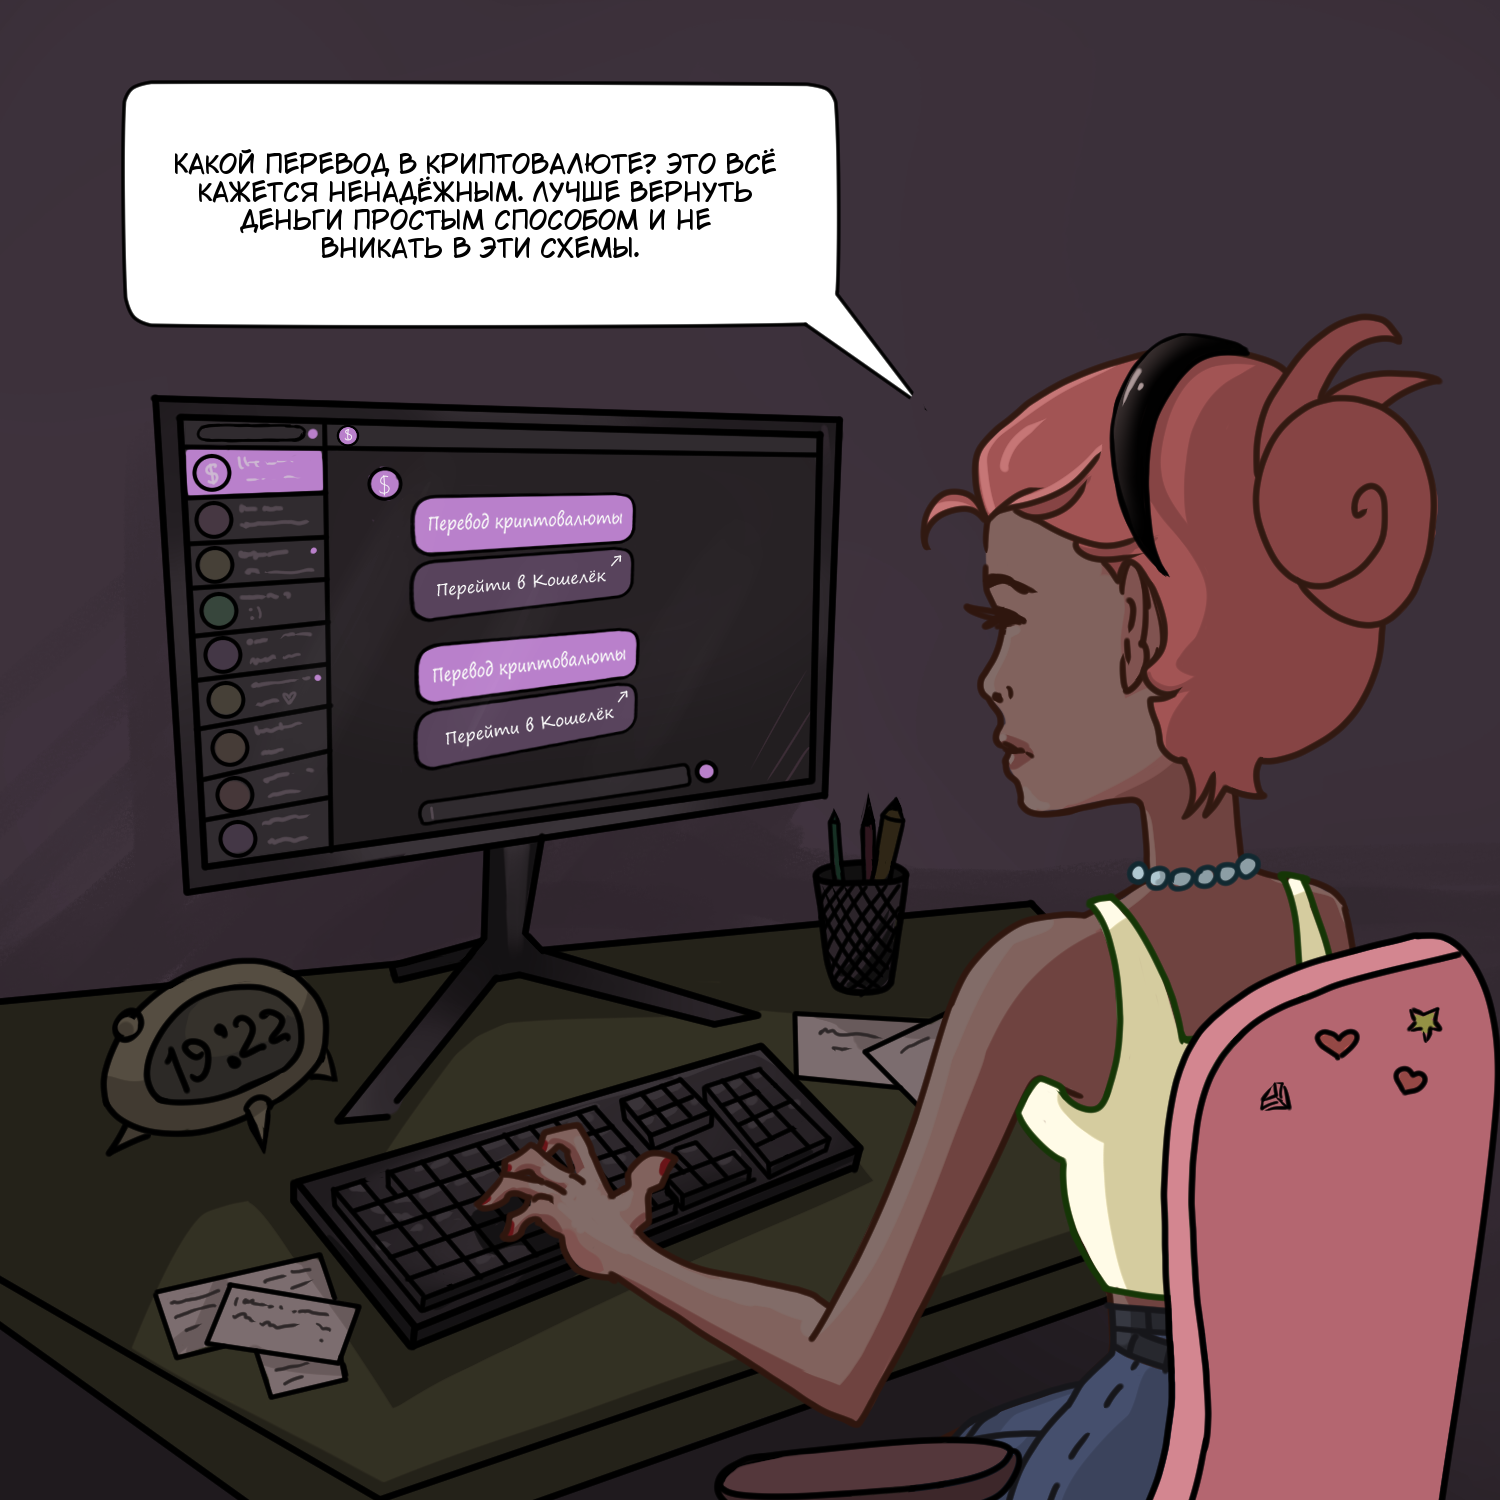 КАКОЙ ПЕРЕВОД В КРИПТОВАЛЮТЕ? ЭТО ВСЁ
КАЖЕТСЯ НЕНАДЁЖНЫМ. ЛУЧШЕ ВЕРНУТЬ
ДЕНЬГИ ПРОСТЫМ СПОСОБОМ И НЕ
ВНИКАТЬ В ЭТИ СХЕМЫ.
$
$
$
Перевод криптовалюты
Перейти в Кошелёк
Перевод криптовалюты
Перейти в Кошелёк
:)
19:22